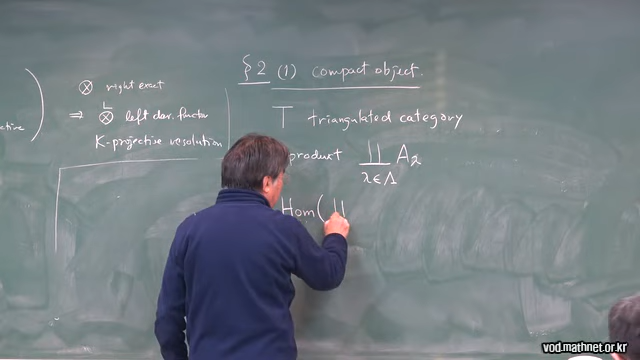 ⊗ right exact
⇒ ⊗^L left der. functor
K-projective resolution
§2 (1) compact object.
T triangulated category
product ∐ A_λ
λ∈Λ
Hom(∐
vod.mathnet.or.kr